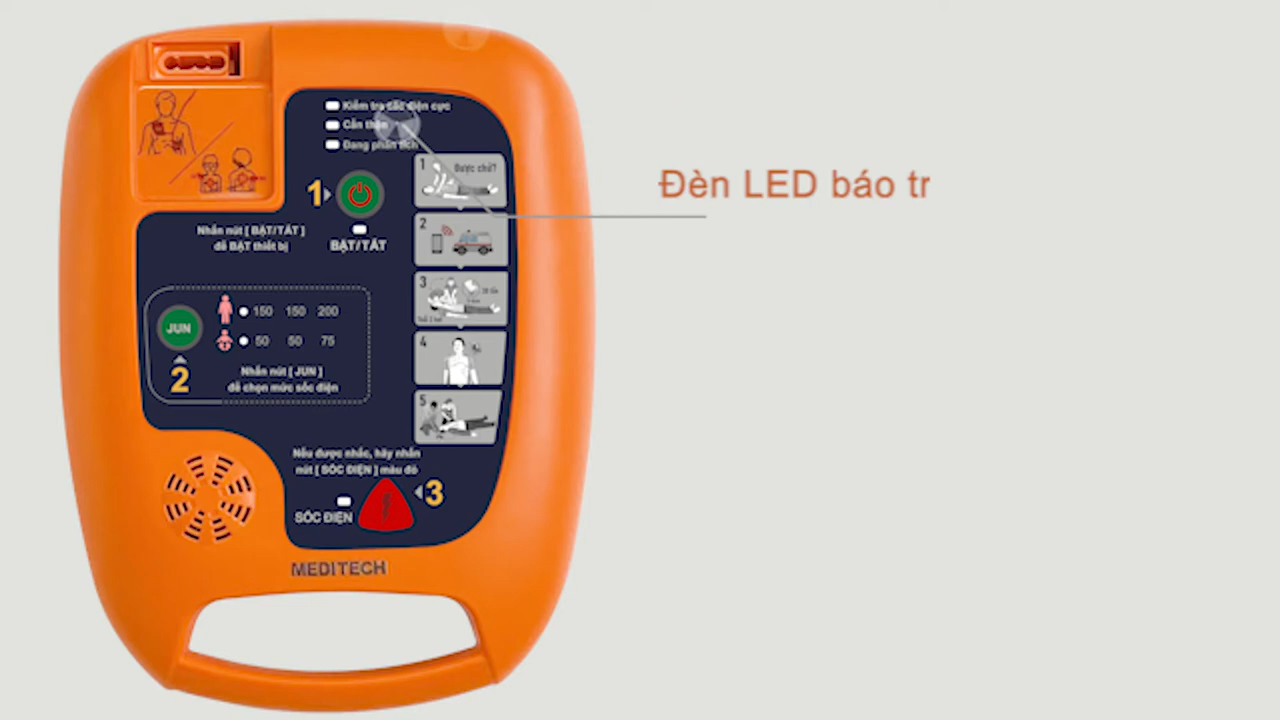 Kiểm tra các điện cực
Cẩn thận
Đang phân tích
1
Được chứ?
1
Đèn LED báo tr
Nhấn nút [ BẬT/TẮT ]
để BẬT thiết bị
BẬT/TẮT
2
3
JUN
150 150 200
50 50 75
2
Nhấn nút [ JUN ]
để chọn mức sốc điện
4
5
Nếu được nhắc, hãy nhấn
nút [ SỐC ĐIỆN ] màu đỏ
3
SỐC ĐIỆN
MEDITECH